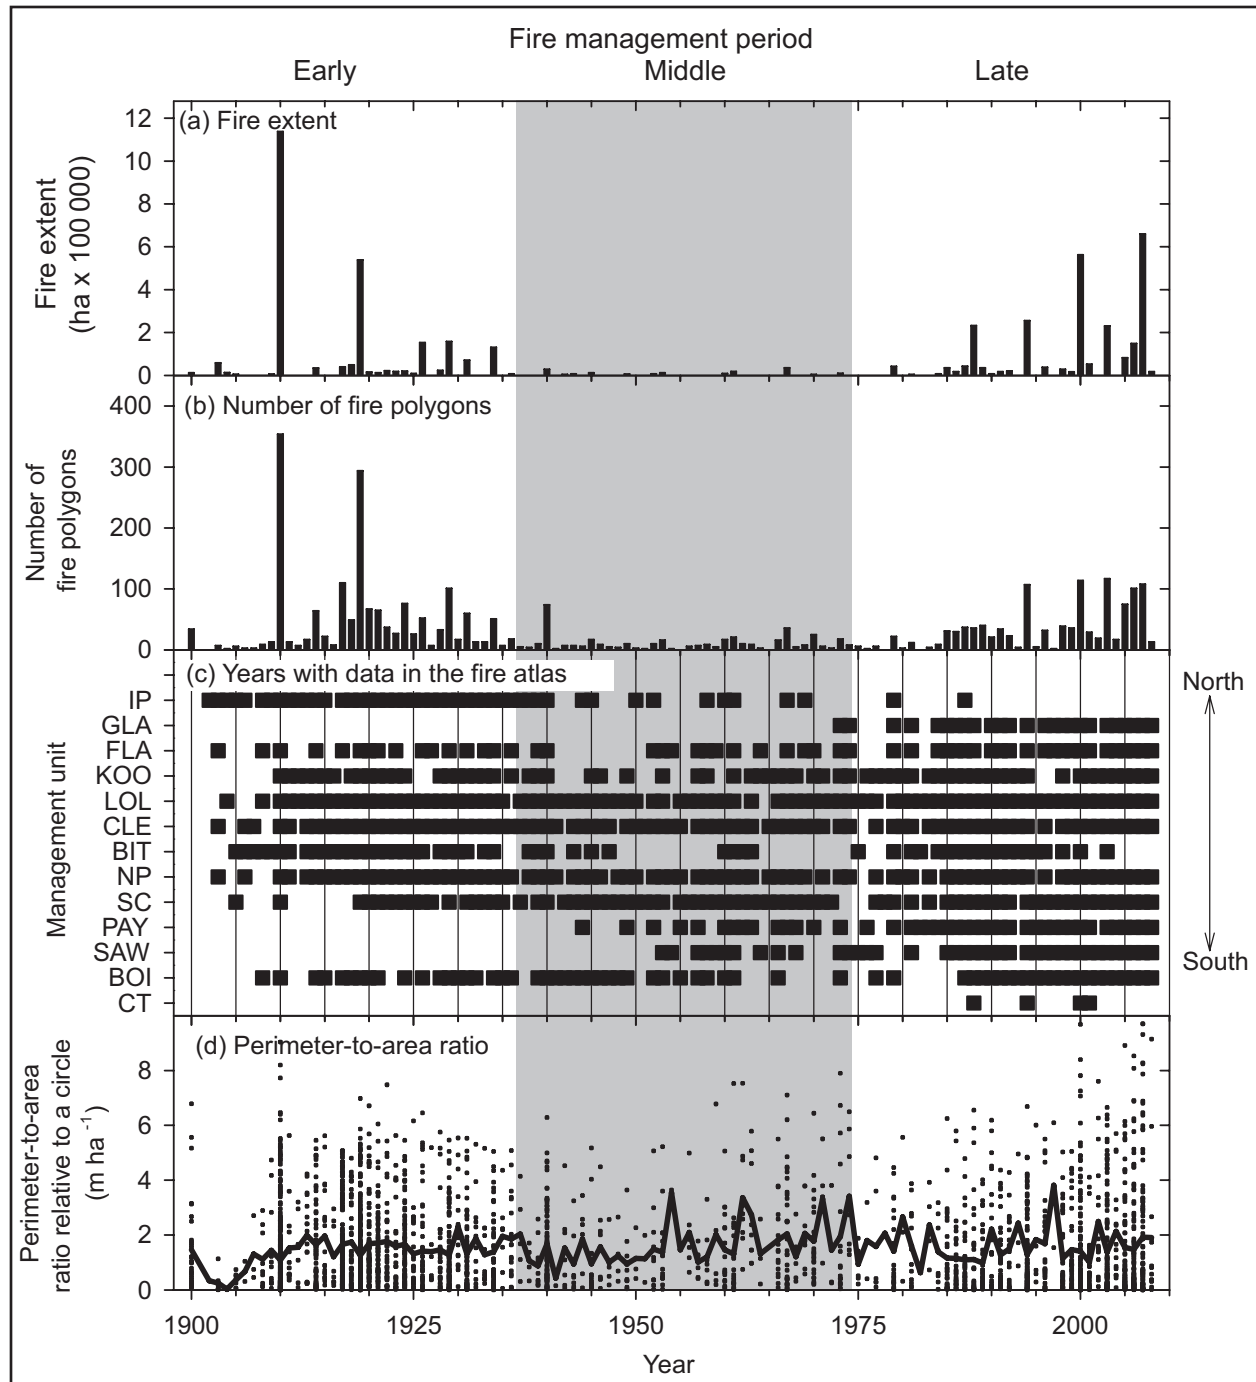 Fire management period
Early Middle Late
(a) Fire extent
12
10
8
6
4
2
0
Fire extent
(ha x 100 000)
(b) Number of fire polygons
400
300
200
100
0
Number of
fire polygons
(c) Years with data in the fire atlas
IP
GLA
FLA
KOO
LOL
CLE
BIT
NP
SC
PAY
SAW
BOI
CT
Management unit
North
South
(d) Perimeter-to-area ratio
8
6
4
2
0
Perimeter-to-area
ratio relative to a circle
(m ha -1)
1900 1925 1950 1975 2000
Year